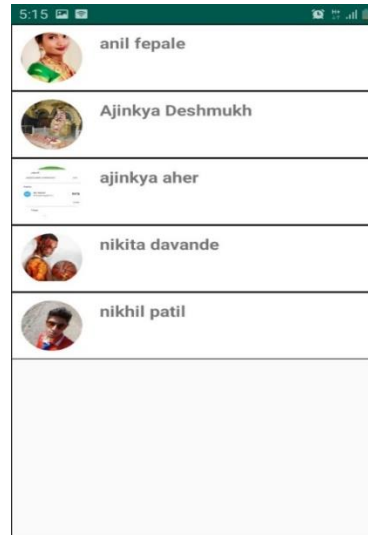 5:15
anil fepale
Ajinkya Deshmukh
ajinkya aher
nikita davande
nikhil patil